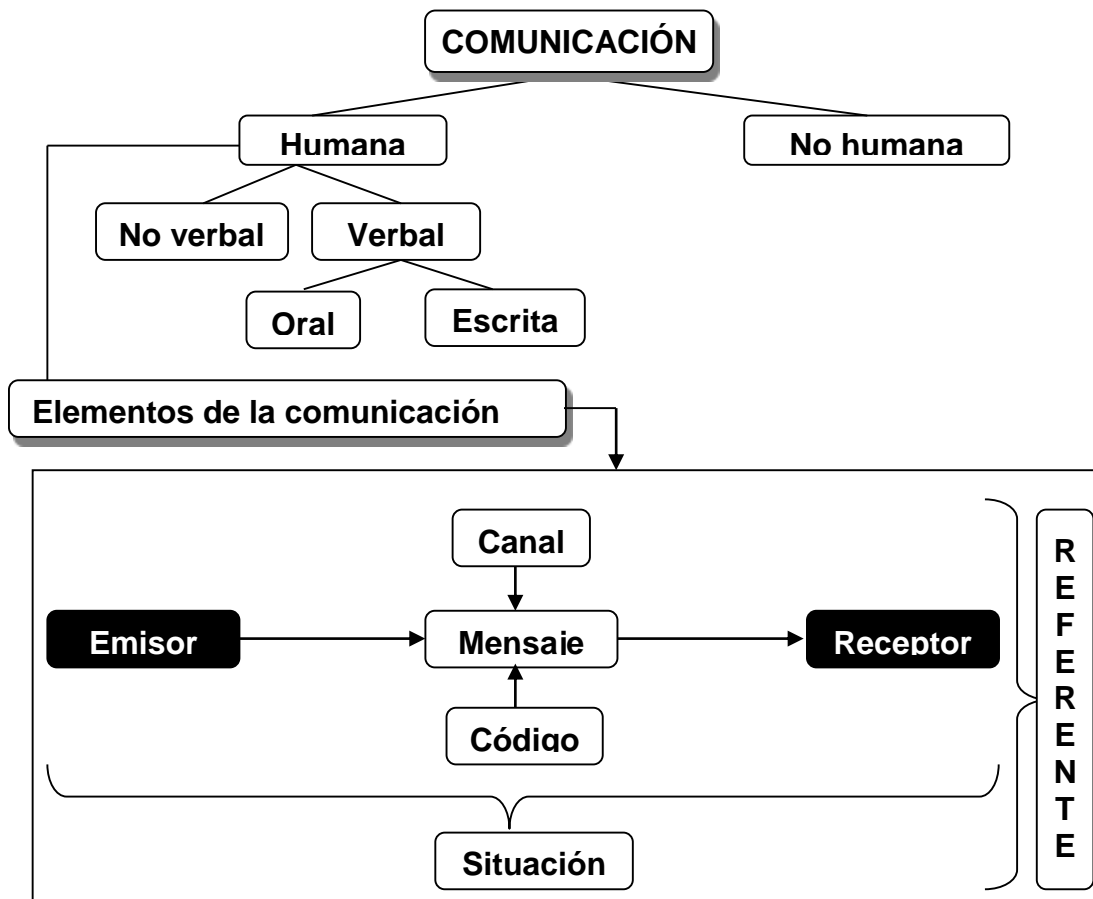 COMUNICACIÓN
Humana
No humana
No verbal
Verbal
Oral
Escrita
Elementos de la comunicación
Canal
Emisor
Mensaje
Receptor
Código
Situación
R
E
F
E
R
E
N
T
E